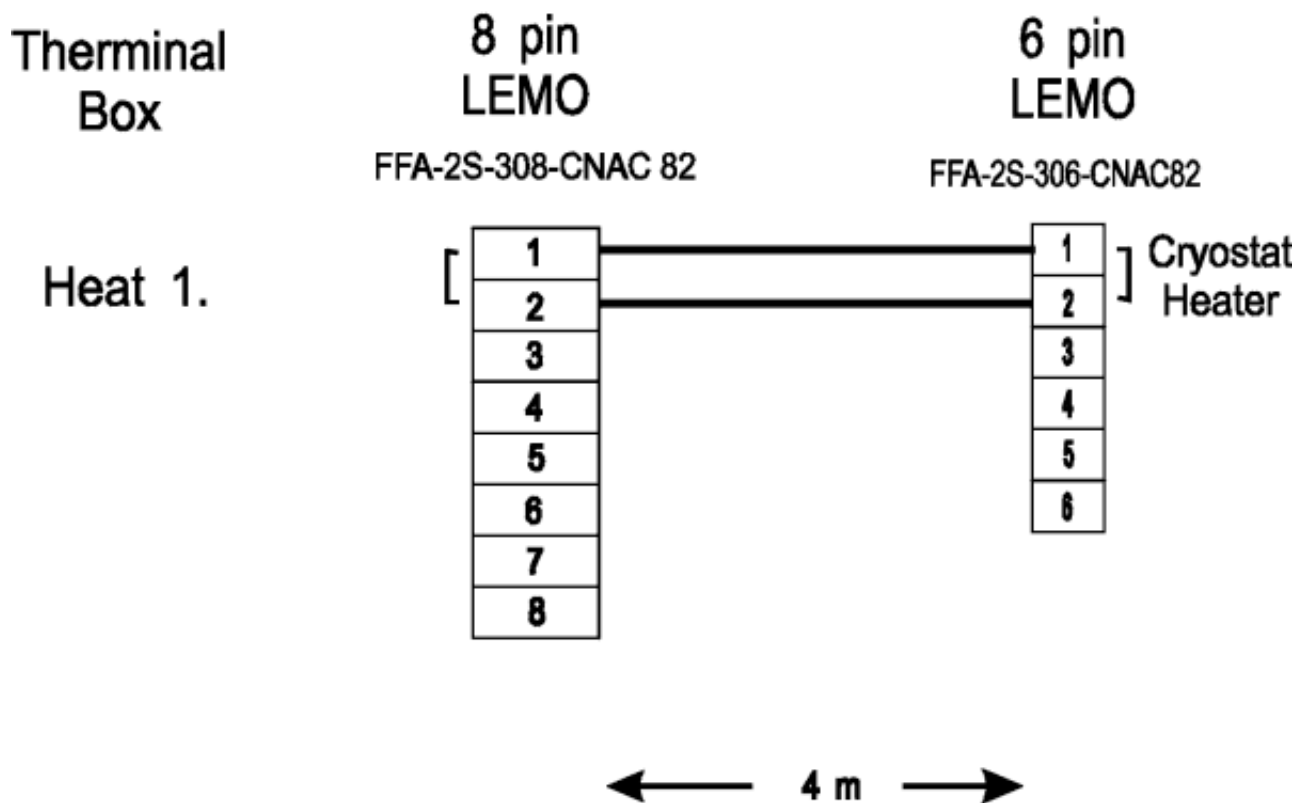 Therminal
Box
8 pin
LEMO
FFA-2S-308-CNAC 82
6 pin
LEMO
FFA-2S-306-CNAC82
Heat 1.
1
2
3
4
5
6
7
8
1
2
3
4
5
6
Cryostat
Heater
4 m